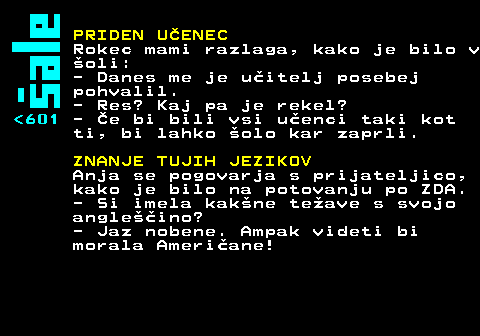 šale
<601
PRIDEN UČENEC
Rokec mami razlaga, kako je bilo v
šoli:
- Danes me je učitelj posebej
pohvalil.
- Res? Kaj pa je rekel?
- Če bi bili vsi učenci taki kot
ti, bi lahko šolo kar zaprli.
ZNANJE TUJIH JEZIKOV
Anja se pogovarja s prijateljico,
kako je bilo na potovanju po ZDA.
- Si imela kakšne težave s svojo
angleščino?
- Jaz nobene. Ampak videti bi
morala Američane!